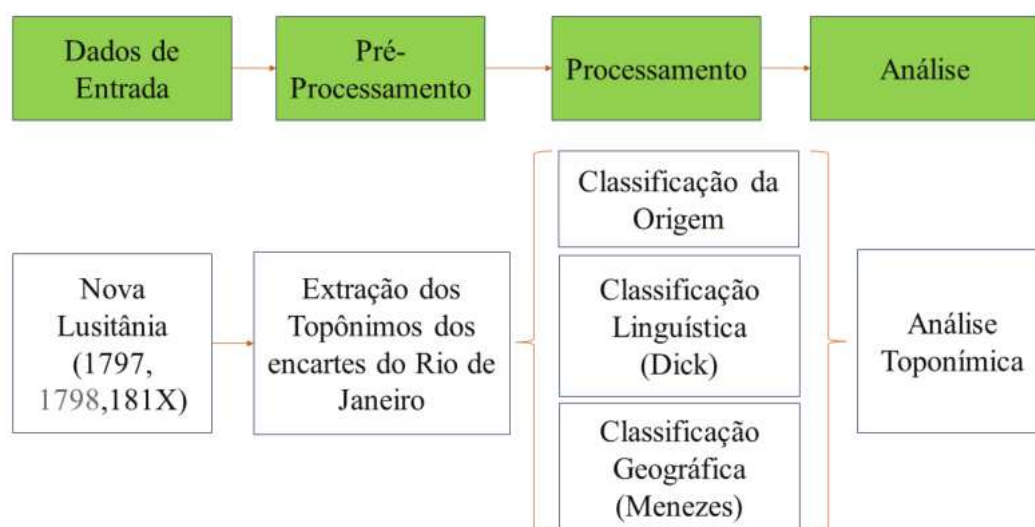 Dados de
Entrada
Pré-
Processamento
Processamento
Análise
Nova
Lusitânia
(1797,
1798,181X)
Extração dos
Topônimos dos
encartes do Rio de
Janeiro
Classificação da
Origem
Classificação
Linguística
(Dick)
Classificação
Geográfica
(Menezes)
Análise
Toponímica